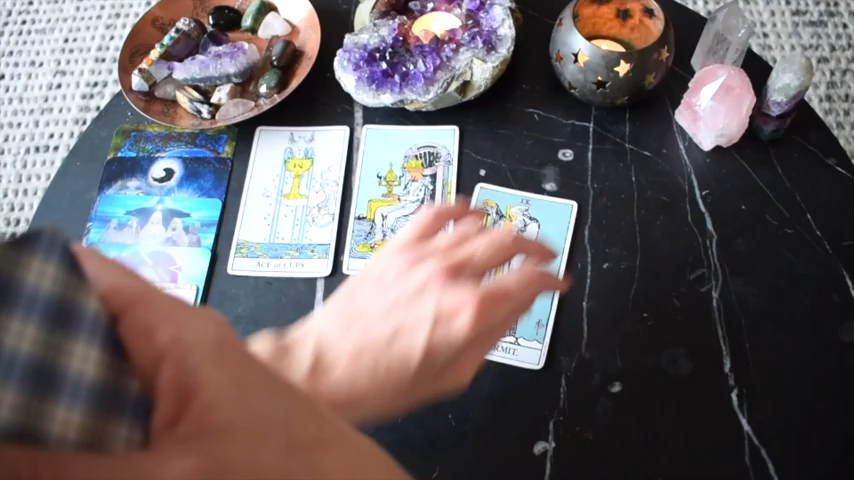 ACE of CUPS.
IX
RMIT.